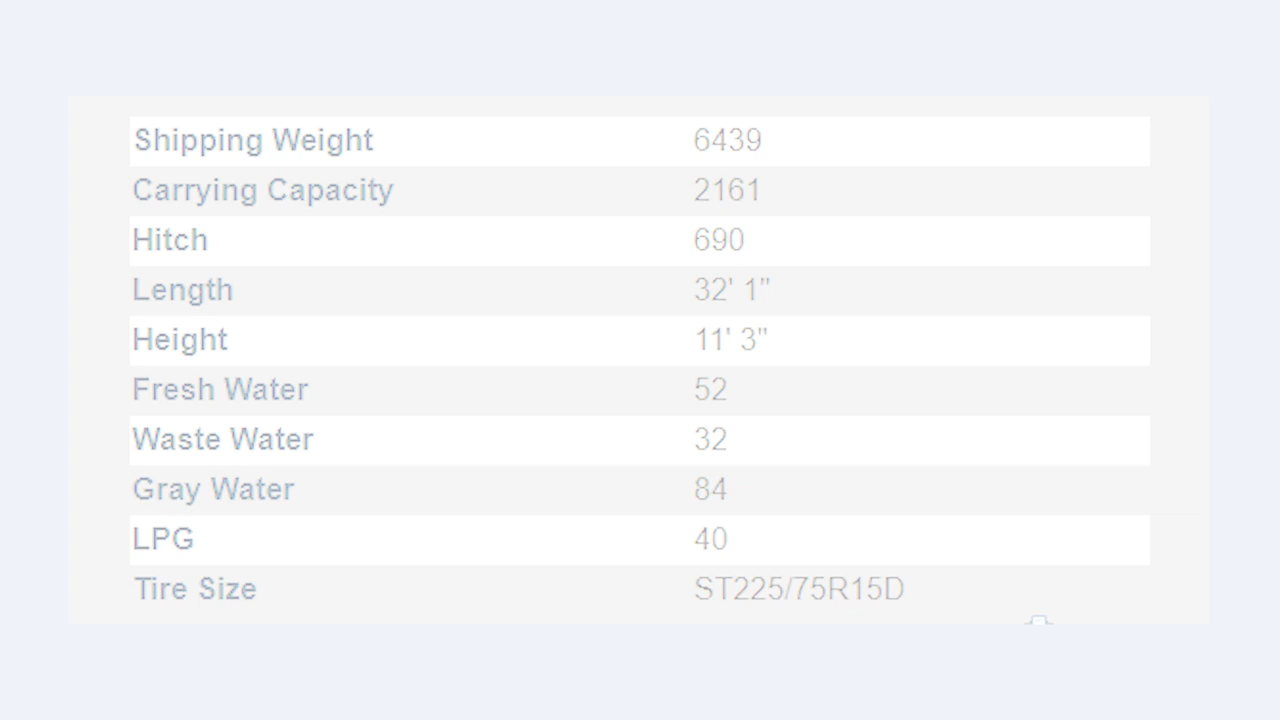 Shipping Weight 6439
Carrying Capacity 2161
Hitch 690
Length 32' 1"
Height 11' 3"
Fresh Water 52
Waste Water 32
Gray Water 84
LPG 40
Tire Size ST225/75R15D